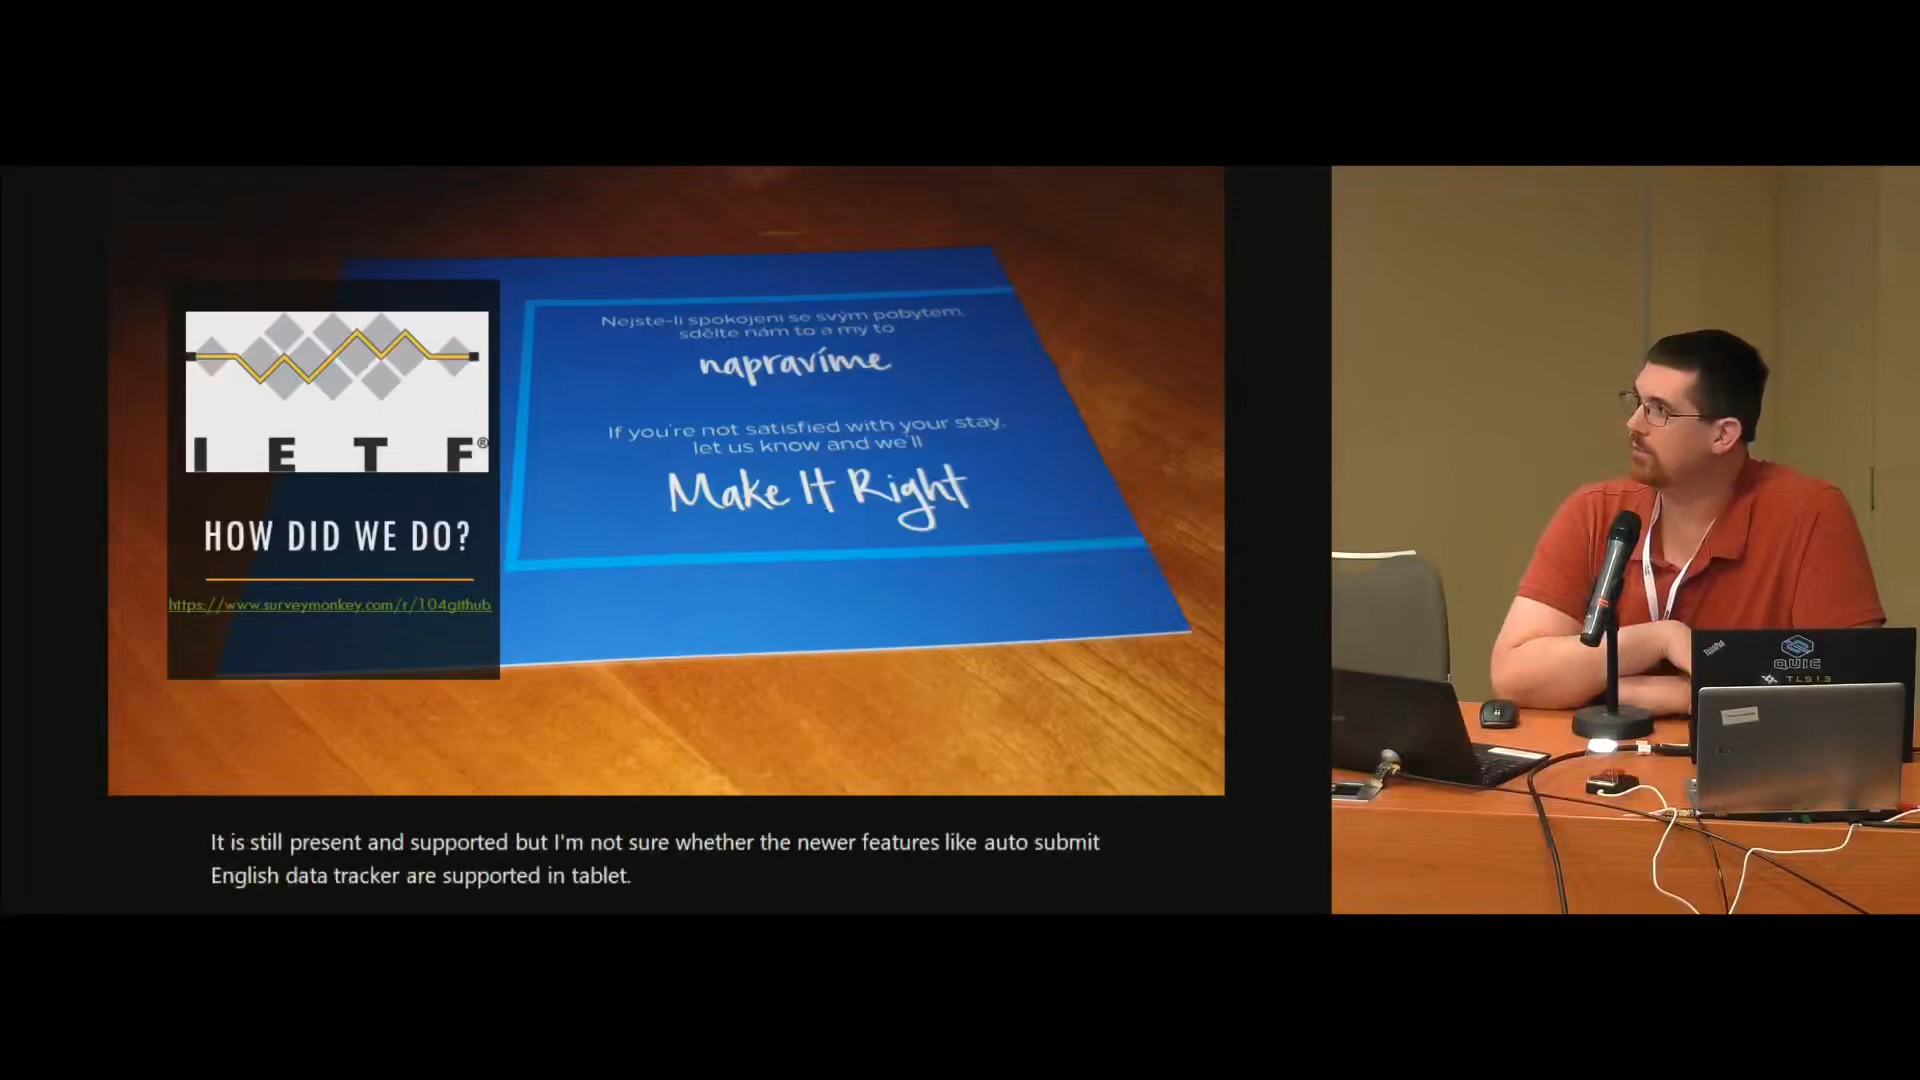 I E T F®
HOW DID WE DO?
https://www.surveymonkey.com/r/104github
Nejste-li spokojeni se svým pobytem,
sdělte nám to a my to
napravíme
If you're not satisfied with your stay,
let us know and we'll
Make It Right
It is still present and supported but I'm not sure whether the newer features like auto submit
English data tracker are supported in tablet.
ThinkPad
QUIC
TLS1.3